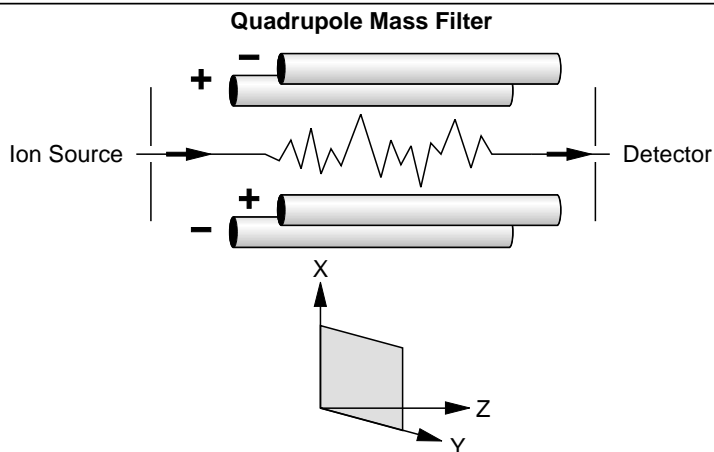 Quadrupole Mass Filter
−
+
Ion Source
Detector
+
−
X
Z
Y